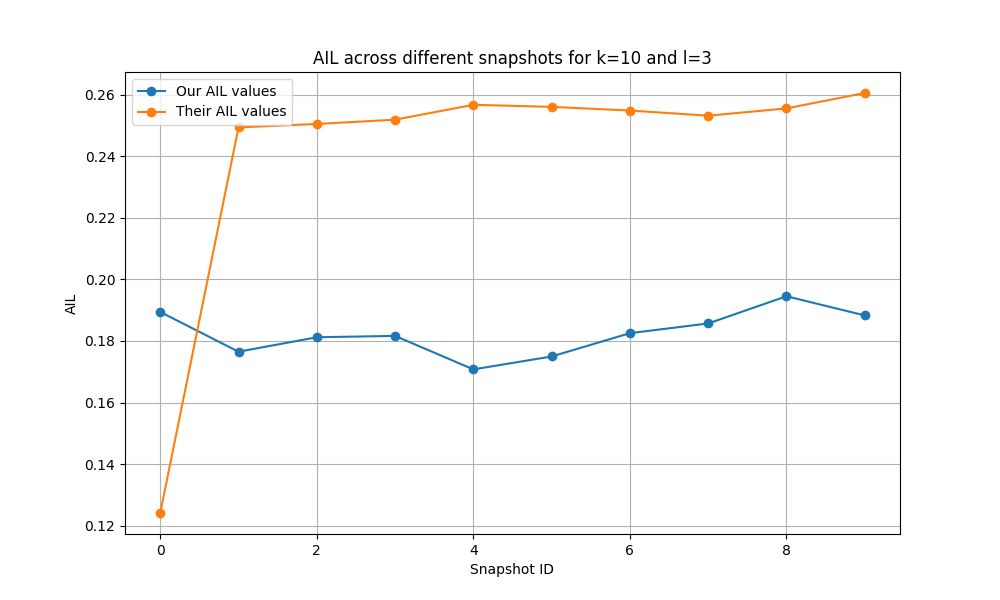 AIL across different snapshots for k=10 and l=3
Our AIL values
Their AIL values
0.26
0.24
0.22
0.20
0.18
0.16
0.14
0.12
AIL
0 2 4 6 8
Snapshot ID